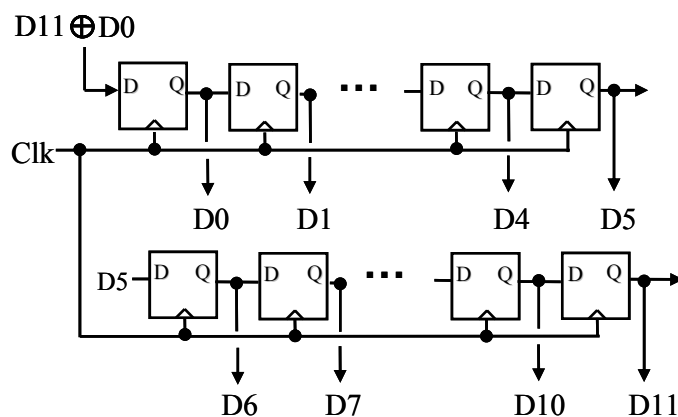 D11 ⊕ D0
D Q D Q ... D Q D Q
Clk
D0 D1 D4 D5
D5 D Q D Q ... D Q D Q
D6 D7 D10 D11